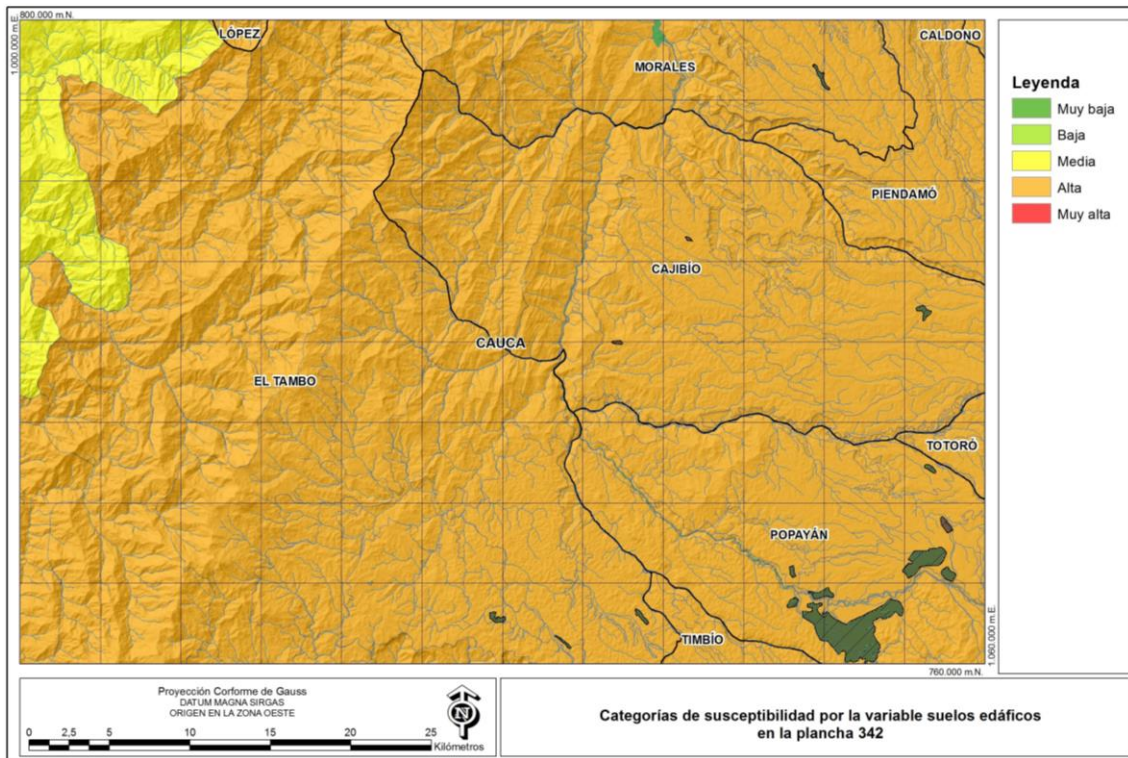 800.000 m.N.
1.000.000 m.E.
LÓPEZ
CALDONO
MORALES
PIENDAMÓ
CAJIBÍO
CAUCA
EL TAMBO
TOTORÓ
POPAYÁN
TIMBÍO
760.000 m.N.
1.060.000 m.E.
Leyenda
Muy baja
Baja
Media
Alta
Muy alta
Proyección Corforme de Gauss
DATUM MAGNA SIRGAS
ORIGEN EN LA ZONA OESTE
N
0 2,5 5 10 15 20 25
Kilómetros
Categorías de susceptibilidad por la variable suelos edáficos
en la plancha 342